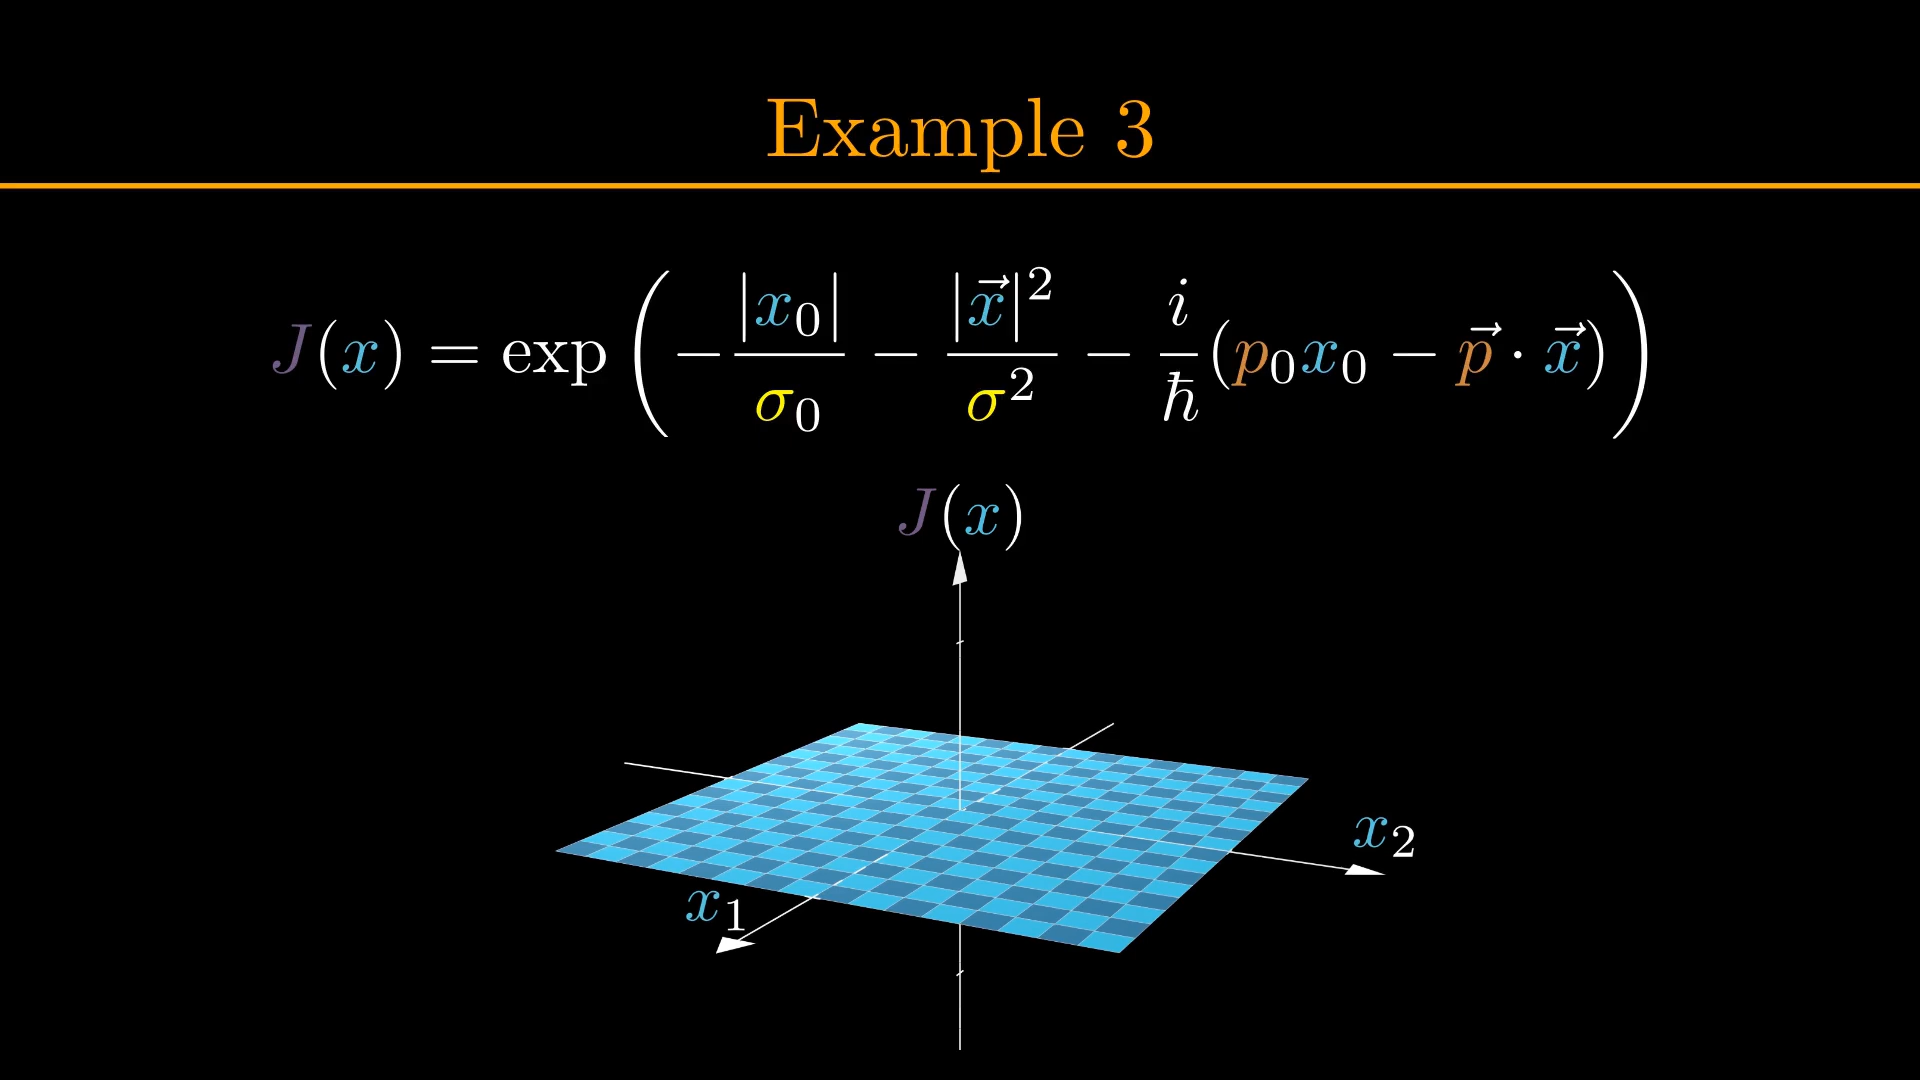 Example 3
J(x) = exp(−|x₀|/σ₀ − |x⃗|²/σ² − i/ħ(p₀x₀ − p⃗ · x⃗))
J(x)
x₂
x₁